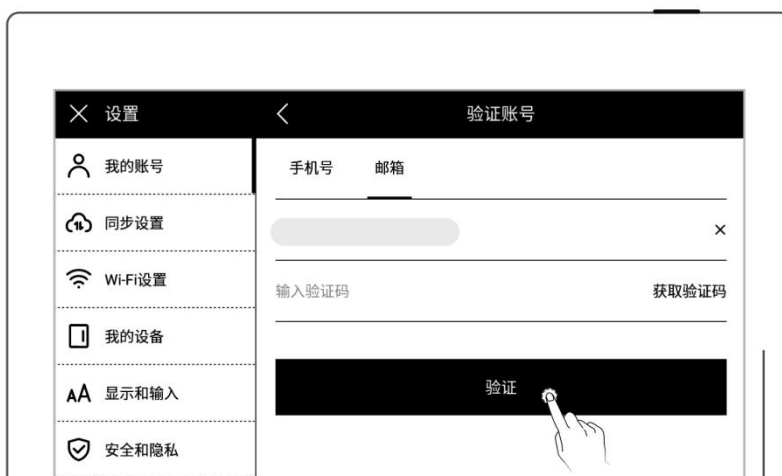 设置
验证账号
我的账号
同步设置
Wi-Fi设置
我的设备
AA 显示和输入
安全和隐私
手机号 邮箱
输入验证码 获取验证码
验证